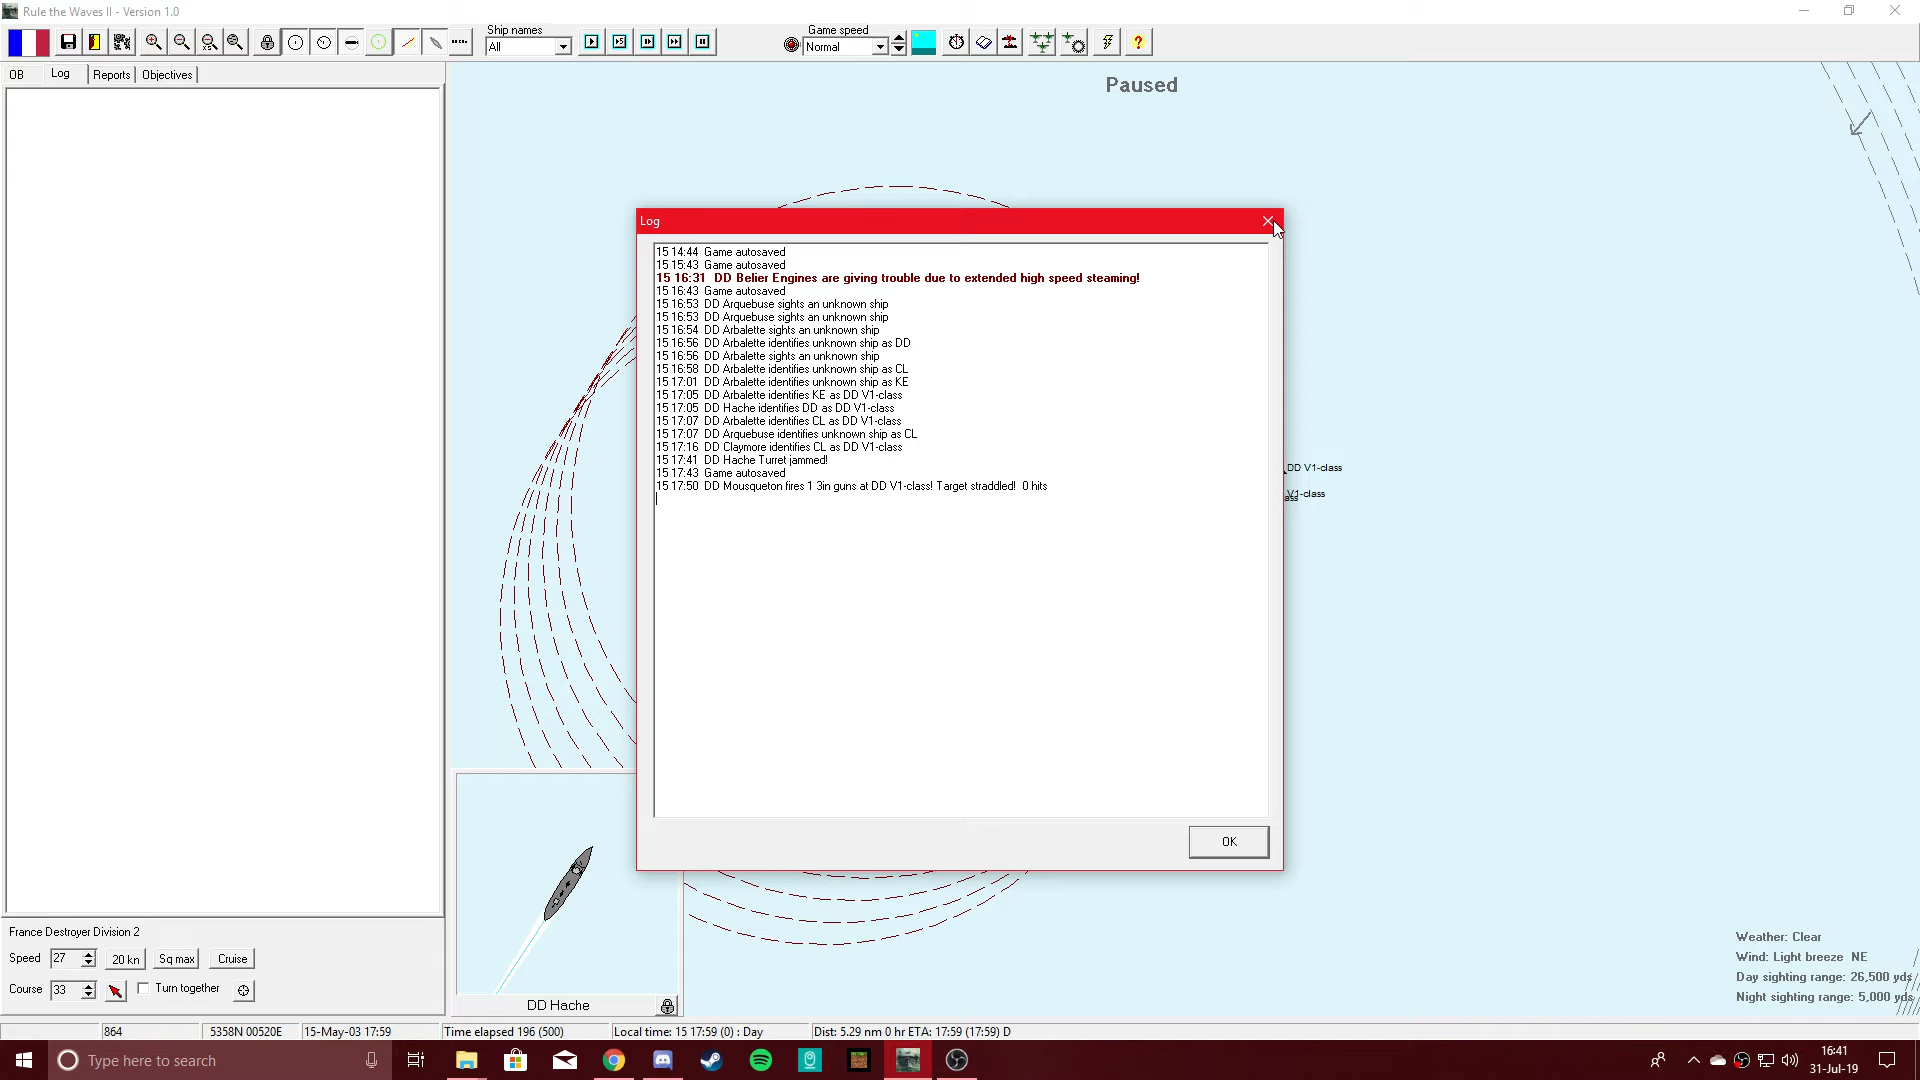 Rule the Waves II - Version 1.0
Ship names
All
Game speed
Normal
OB
Log
Reports
Objectives
Paused
Log
15 14:44 Game autosaved
15 15:43 Game autosaved
15 16:31 DD Belier Engines are giving trouble due to extended high speed steaming!
15 16:43 Game autosaved
15 16:53 DD Arquebuse sights an unknown ship
15 16:53 DD Arquebuse sights an unknown ship
15 16:54 DD Arbalette sights an unknown ship
15 16:56 DD Arbalette identifies unknown ship as DD
15 16:56 DD Arbalette sights an unknown ship
15 16:58 DD Arbalette identifies unknown ship as CL
15 17:01 DD Arbalette identifies unknown ship as KE
15 17:05 DD Arbalette identifies KE as DD V1-class
15 17:05 DD Hache identifies DD as DD V1-class
15 17:07 DD Arbalette identifies CL as DD V1-class
15 17:07 DD Arquebuse identifies unknown ship as CL
15 17:16 DD Claymore identifies CL as DD V1-class
15 17:41 DD Hache Turret jammed!
15 17:43 Game autosaved
15 17:50 DD Mousqueton fires 1 3in guns at DD V1-class! Target straddled! 0 hits
OK
DD V1-class
V1-class
France Destroyer Division 2
Speed 27 20 kn Sq max Cruise
Course 33 Turn together
DD Hache
Weather: Clear
Wind: Light breeze NE
Day sighting range: 26,500 yds
Night sighting range: 5,000 yds
864
5358N 00520E
15-May-03 17:59
Time elapsed 196 (500)
Local time: 15 17:59 (0) : Day
Dist: 5.29 nm 0 hr ETA: 17:59 (17:59) D
Type here to search
16:41
31-Jul-19